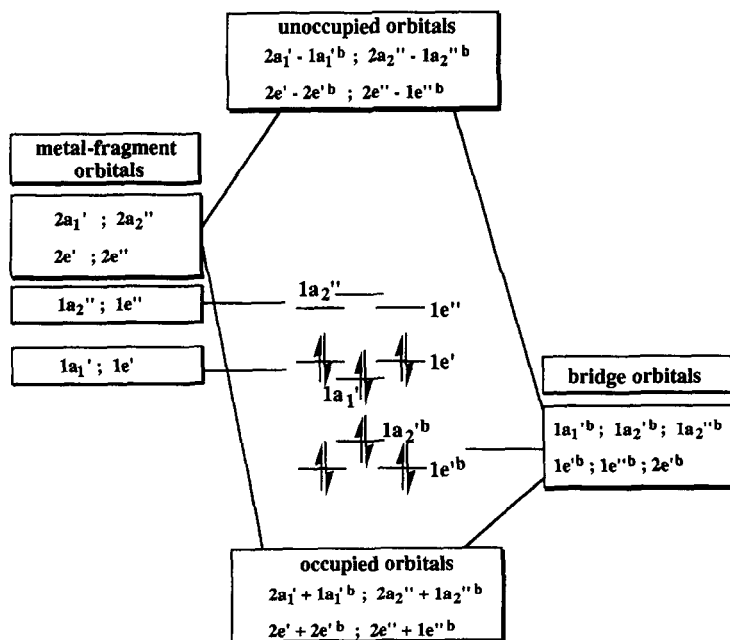 unoccupied orbitals
2a₁' - 1a₁'ᵇ ; 2a₂'' - 1a₂''ᵇ
2e' - 2e'ᵇ ; 2e'' - 1e''ᵇ
metal-fragment
orbitals
2a₁' ; 2a₂''
2e' ; 2e''
1a₂'' ; 1e''
1a₁' ; 1e'
1a₂''
1e''
1e'
1a₁'
1a₂'ᵇ
1e'ᵇ
bridge orbitals
1a₁'ᵇ ; 1a₂'ᵇ ; 1a₂''ᵇ
1e'ᵇ ; 1e''ᵇ ; 2e'ᵇ
occupied orbitals
2a₁' + 1a₁'ᵇ ; 2a₂'' + 1a₂''ᵇ
2e' + 2e'ᵇ ; 2e'' + 1e''ᵇ